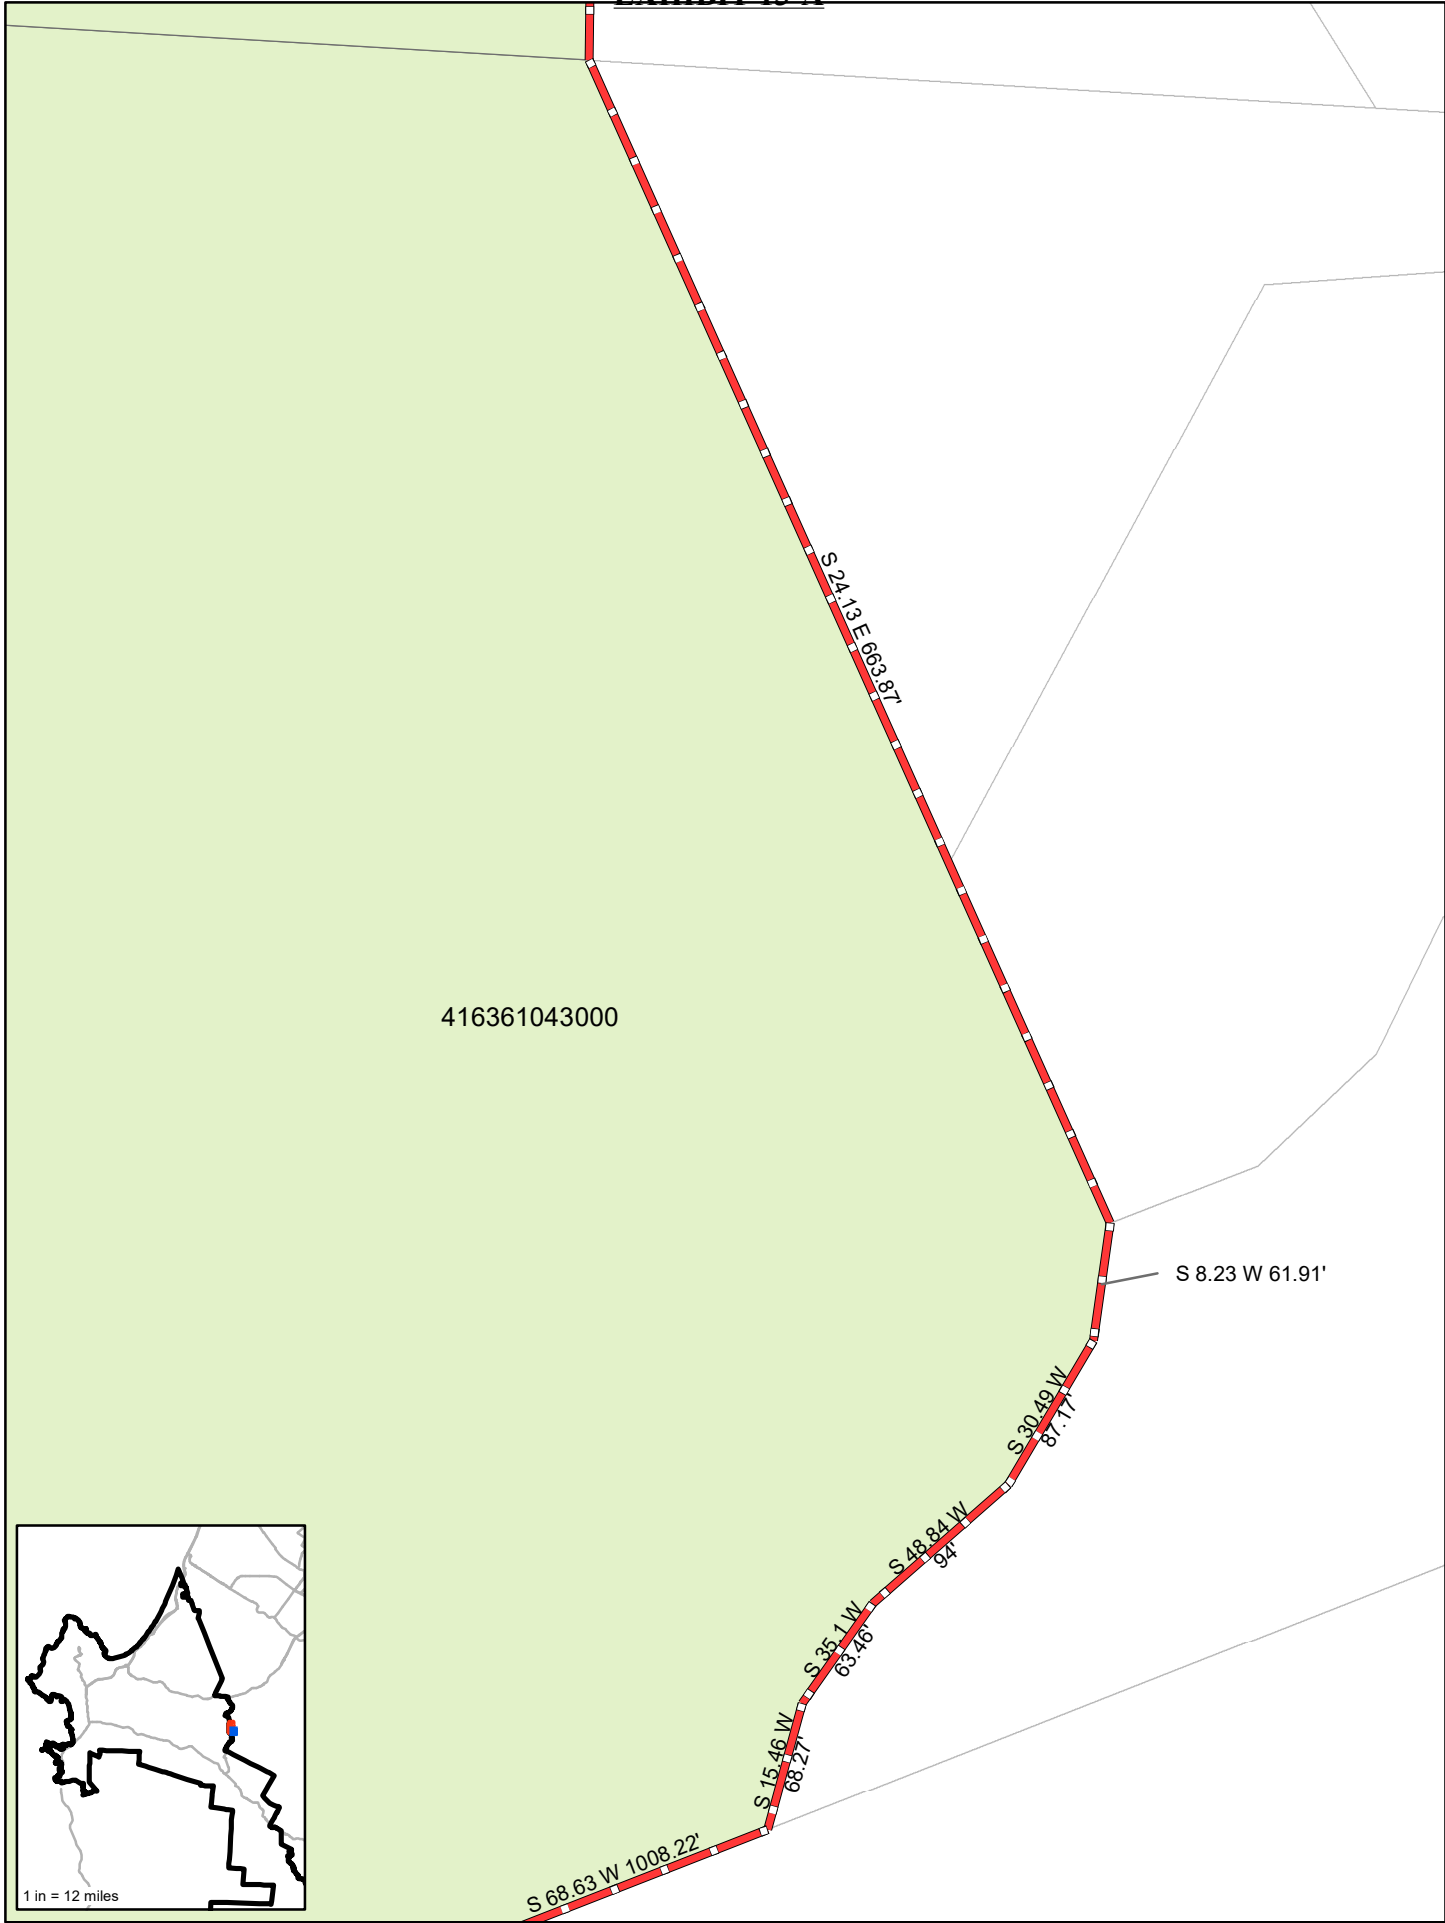 S 24.13 E 663.87'
416361043000
S 8.23 W 61.91'
S 30.49 W
87.17'
S 48.84 W
94'
S 35.1 W
63.46'
S 15.46 W
68.27'
S 68.63 W 1008.22'
1 in = 12 miles